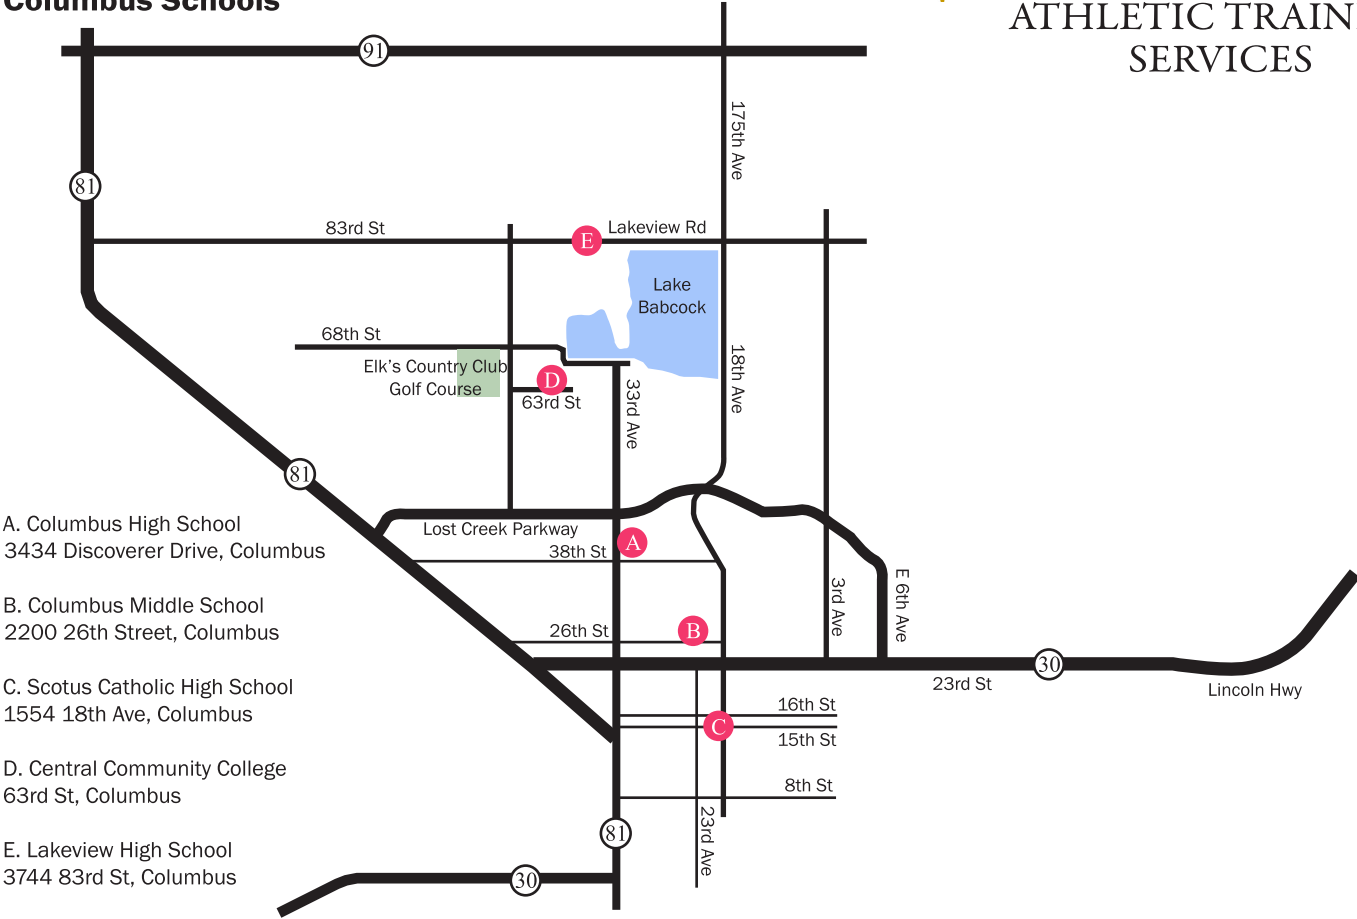 Columbus Schools
ATHLETIC TRAIN
SERVICES
91
175th Ave
81
83rd St
Lakeview Rd
E
Lake
Babcock
68th St
18th Ave
Elk's Country Club
Golf Course
D
63rd St
33rd Ave
81
A. Columbus High School
3434 Discoverer Drive, Columbus
Lost Creek Parkway
A
38th St
E 6th Ave
3rd Ave
B. Columbus Middle School
2200 26th Street, Columbus
26th St
B
30
23rd St
Lincoln Hwy
C. Scotus Catholic High School
1554 18th Ave, Columbus
16th St
C
15th St
D. Central Community College
63rd St, Columbus
8th St
23rd Ave
81
E. Lakeview High School
3744 83rd St, Columbus
30